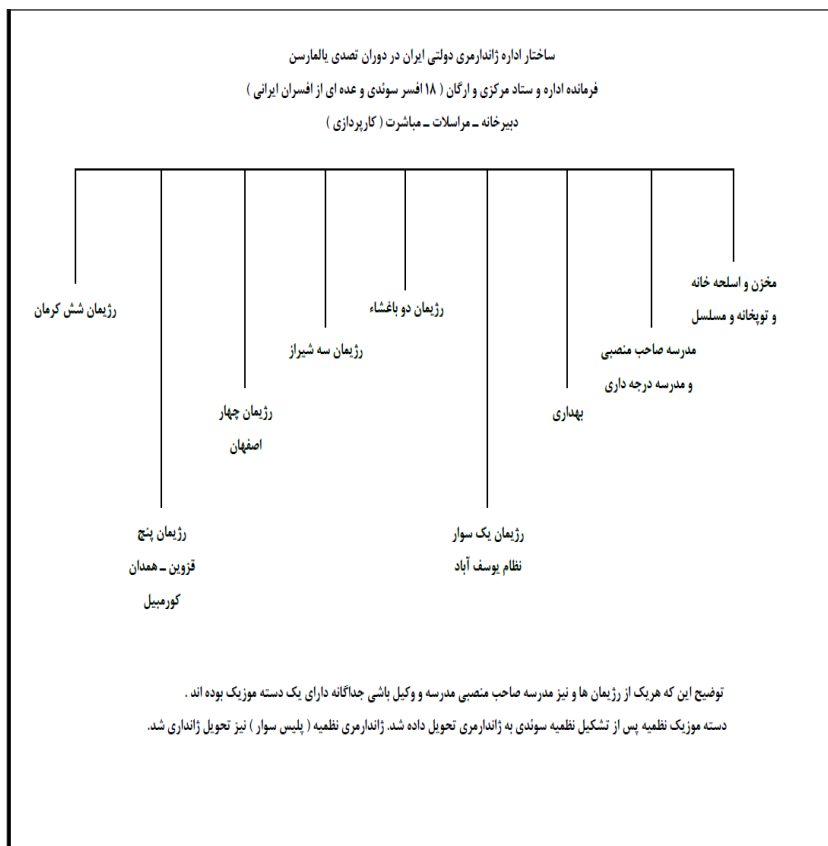 ساختار اداره ژاندارمری دولتی ایران در دوران تصدی یالمارسن
فرمانده اداره و ستاد مرکزی و ارگان ( ۱۸ افسر سوئدی و عده ای از افسران ایرانی )
دبیرخانه ـ مراسلات ـ مباشرت ( کارپردازی )
مخزن و اسلحه خانه
و توپخانه و مسلسل
مدرسه صاحب منصبی
و مدرسه درجه داری
بهداری
رژیمان یک سوار
نظام یوسف آباد
رژیمان دو باغشاء
رژیمان سه شیراز
رژیمان چهار
اصفهان
رژیمان پنج
قزوین ـ همدان
کورمبیل
رژیمان شش کرمان
توضیح این که هریک از رژیمان ها و نیز مدرسه صاحب منصبی مدرسه و وکیل باشی جداگانه دارای یک دسته موزیک بوده اند .
دسته موزیک نظمیه پس از تشکیل نظمیه سوئدی به ژاندارمری تحویل داده شد. ژاندارمری نظمیه ( پلیس سوار ) نیز تحویل ژانداری شد.